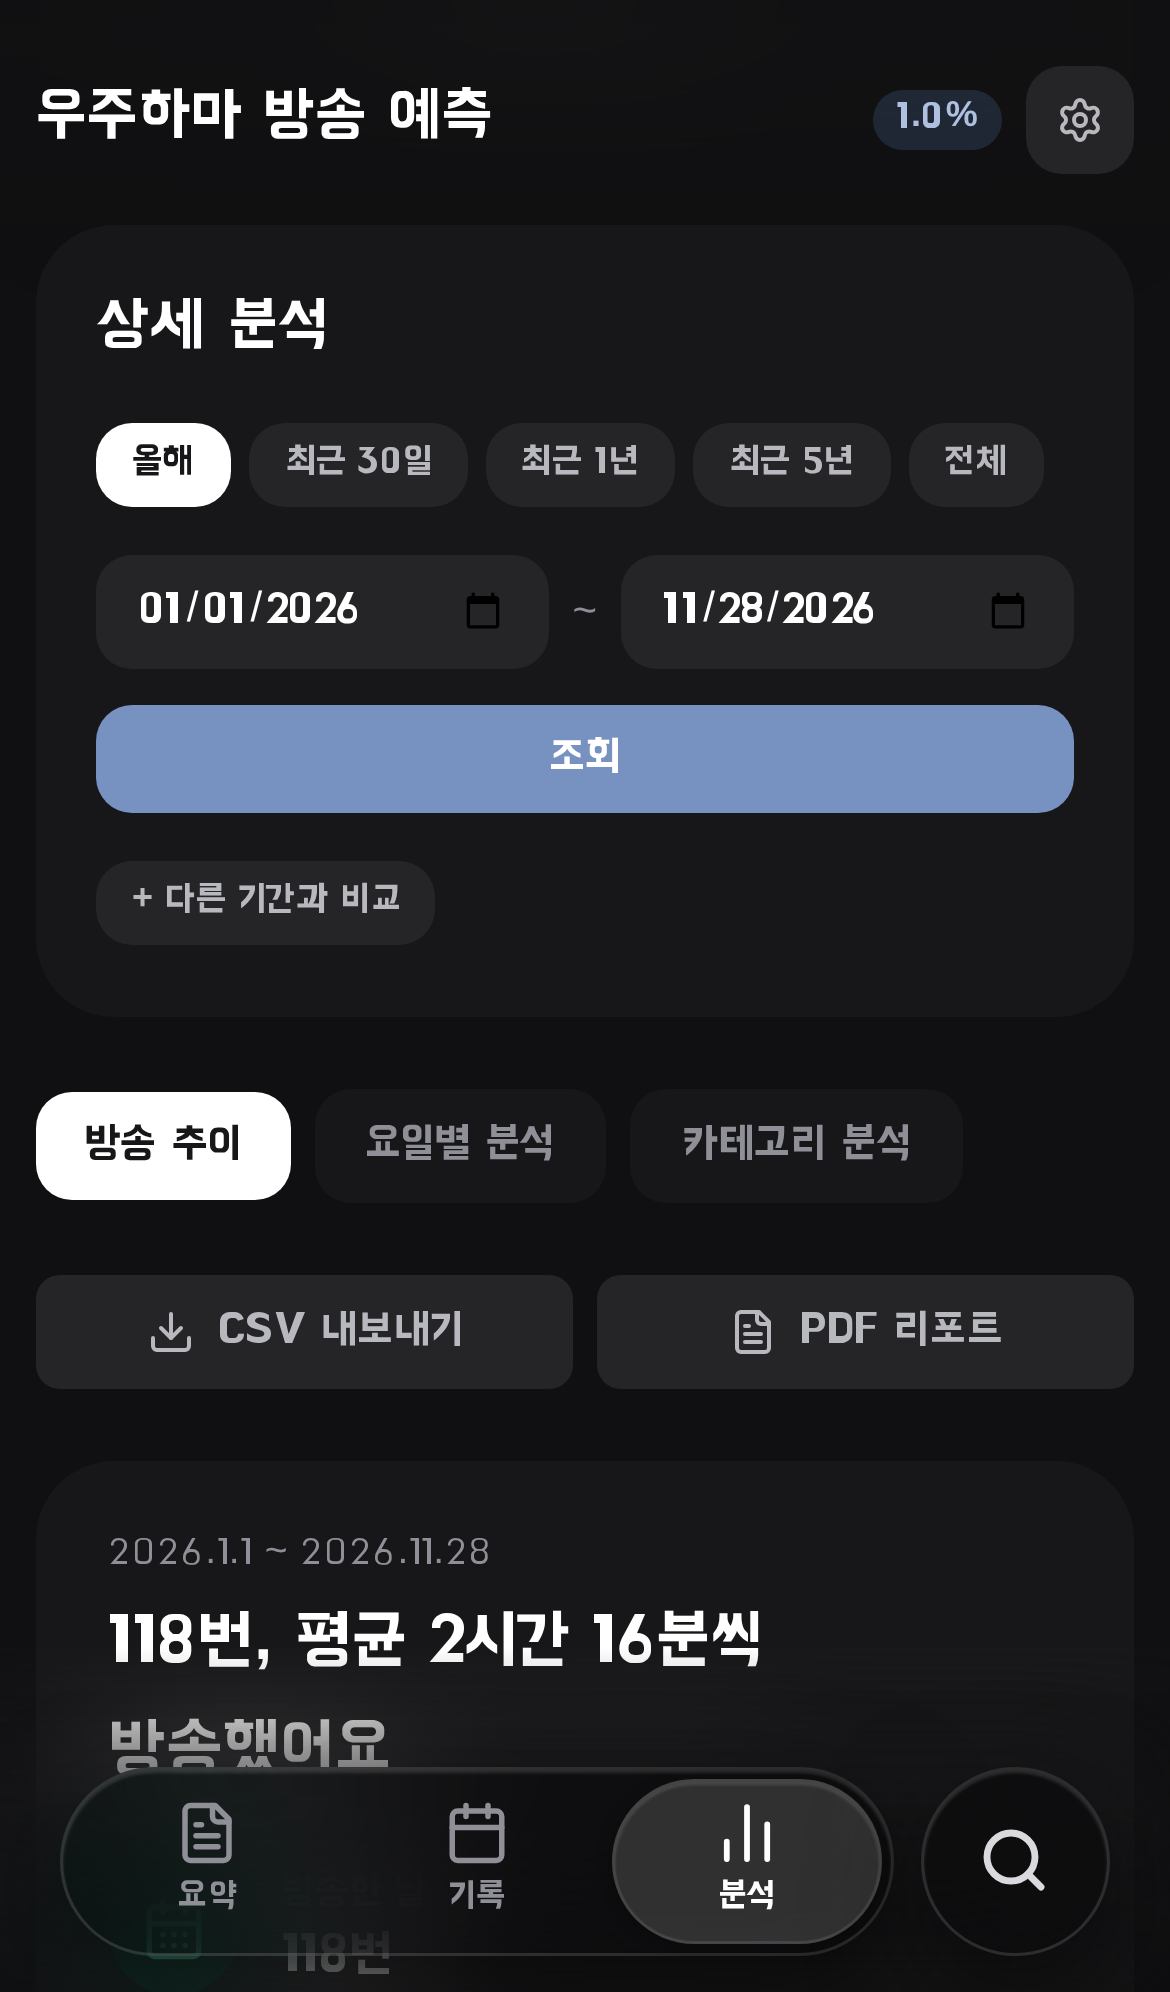 우주하마 방송 예측
1.0%
상세 분석
올해 최근 30일 최근 1년 최근 5년 전체
01/01/2026 ~ 11/28/2026
조회
+ 다른 기간과 비교
방송 추이 요일별 분석 카테고리 분석
CSV 내보내기 PDF 리포트
2026.1.1 ~ 2026.11.28
118번, 평균 2시간 16분씩
방송했어요
요약 기록 분석
118번